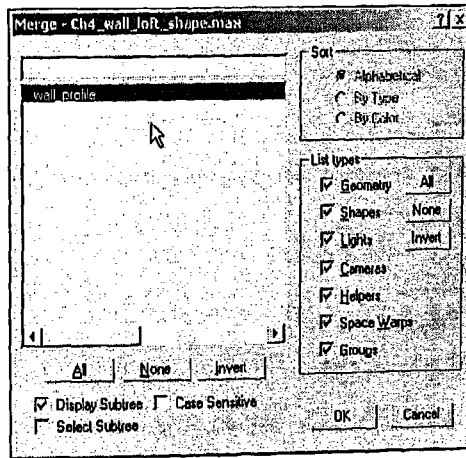 Merge - Ch4_wall_loft_shape.max
? X
wall_profile
Sort
Alphabetical
By Type
By Color
List types
Geometry
Shapes
Lights
Cameras
Helpers
Space Warps
Groups
All
None
Invert
All None Invert
Display Subtree Case Sensitive
Select Subtree
OK Cancel